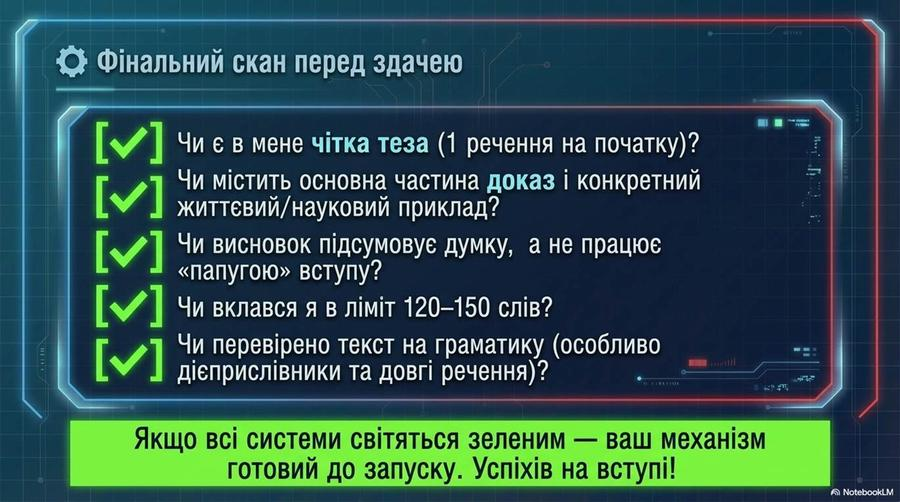 Фінальний скан перед здачею
Чи є в мене чітка теза (1 речення на початку)?
Чи містить основна частина доказ і конкретний
життєвий/науковий приклад?
Чи висновок підсумовує думку, а не працює
«папугою» вступу?
Чи вклався я в ліміт 120–150 слів?
Чи перевірено текст на граматику (особливо
дієприслівники та довгі речення)?
Якщо всі системи світяться зеленим — ваш механізм
готовий до запуску. Успіхів на вступі!
NotebookLM